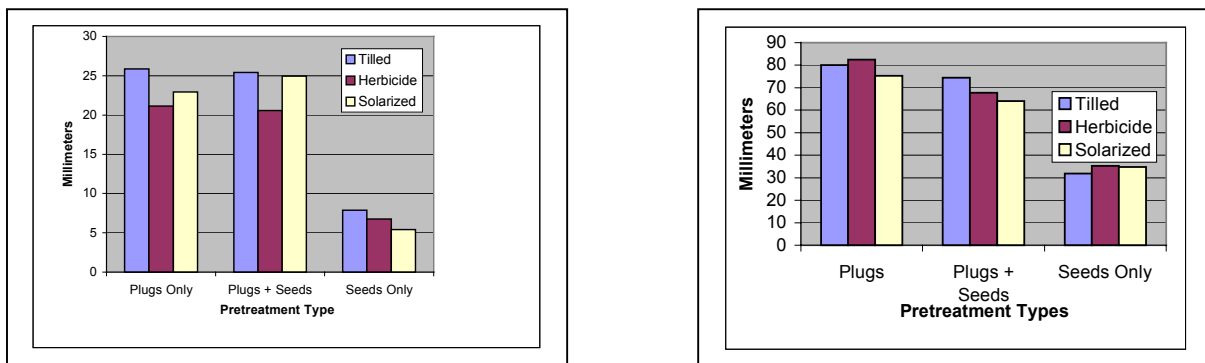 30
25
20
15
10
5
0
Millimeters
Tilled
Herbicide
Solarized
Plugs Only Plugs + Seeds Seeds Only
Pretreatment Type
90
80
70
60
50
40
30
20
10
0
Millimeters
Tilled
Herbicide
Solarized
Plugs Plugs + Seeds Only
Seeds
Pretreatment Types